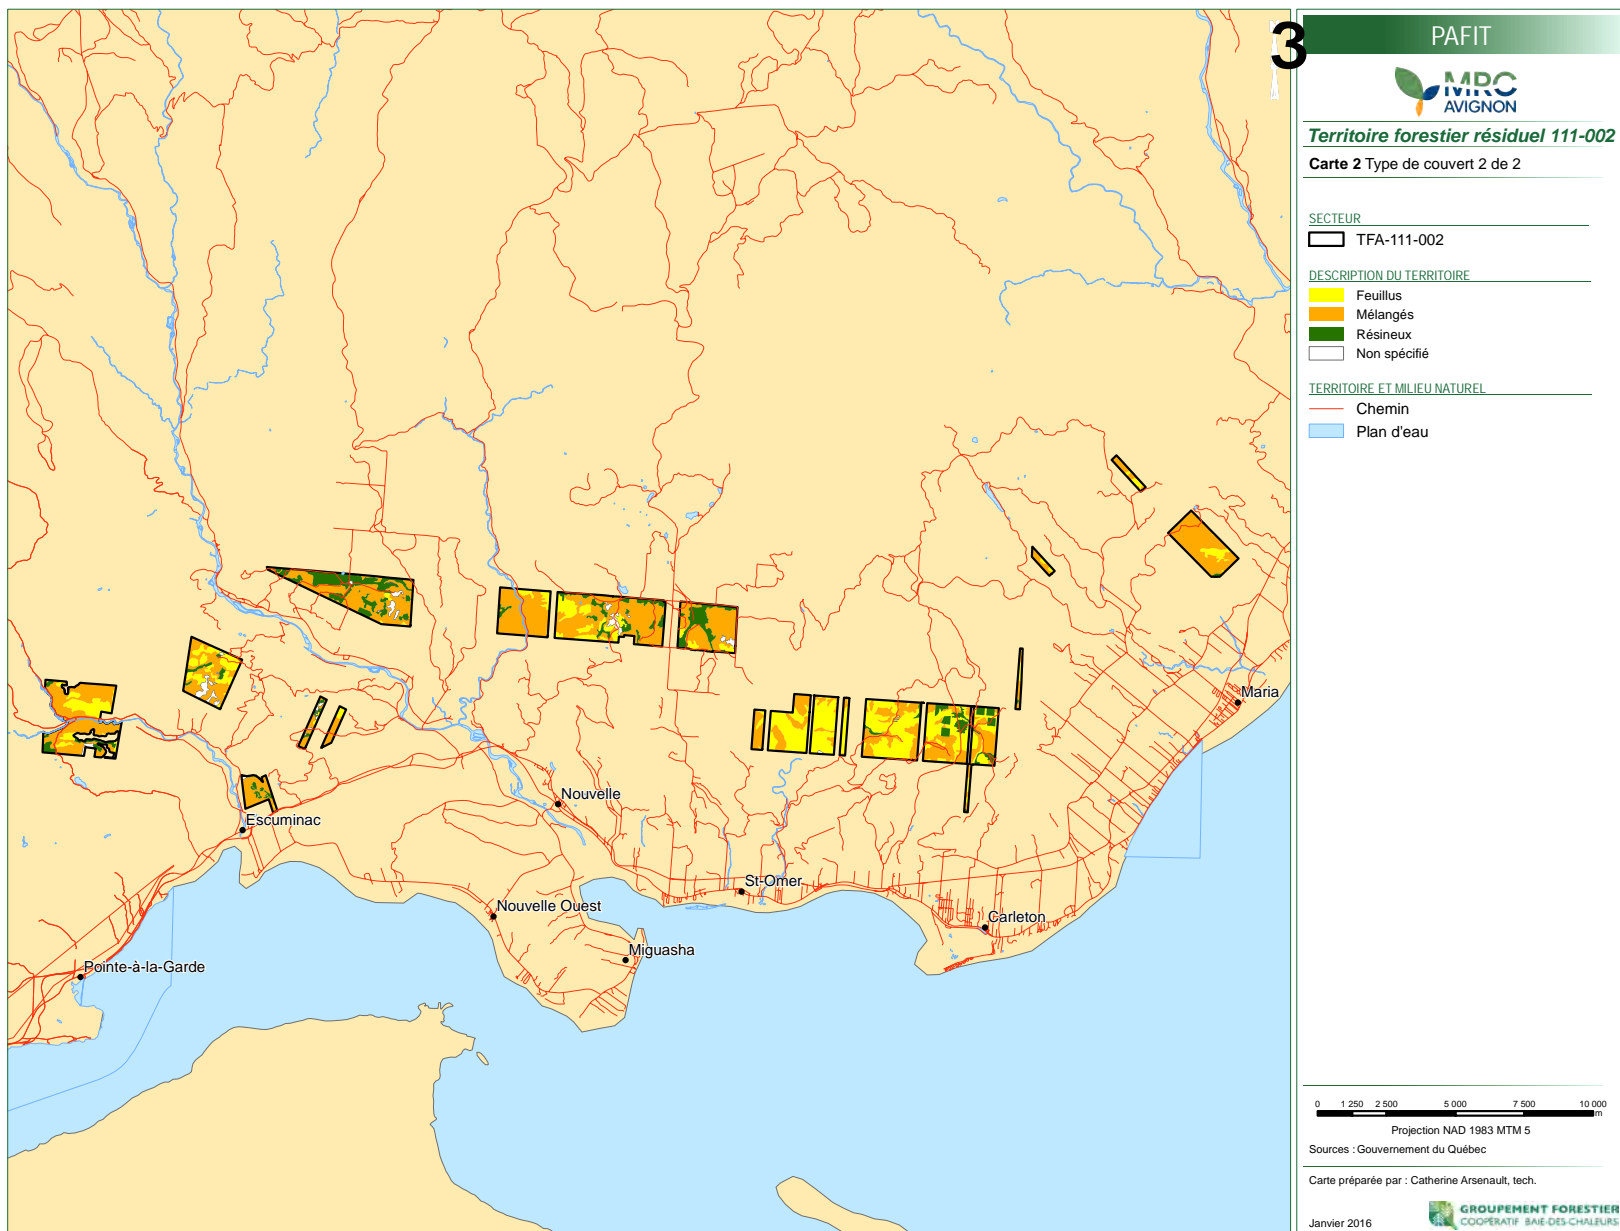 3
PAFIT
MRC
AVIGNON
Territoire forestier résiduel 111-002
Carte 2 Type de couvert 2 de 2
SECTEUR
TFA-111-002
DESCRIPTION DU TERRITOIRE
Feuillus
Mélangés
Résineux
Non spécifié
TERRITOIRE ET MILIEU NATUREL
Chemin
Plan d'eau
Maria
Nouvelle
Escuminac
St-Omer
Nouvelle Ouest
Carleton
Miguasha
Pointe-à-la-Garde
0 1 250 2 500 5 000 7 500 10 000
m
Projection NAD 1983 MTM 5
Sources : Gouvernement du Québec
Carte préparée par : Catherine Arsenault, tech.
Janvier 2016
GROUPEMENT FORESTIER
COOPÉRATIF BAIE-DES-CHALEURS